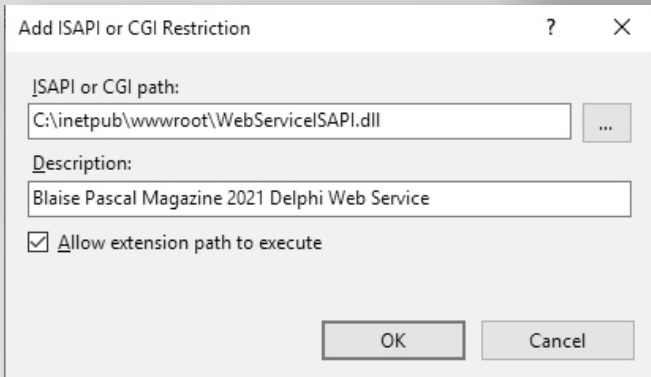 Add ISAPI or CGI Restriction ?
ISAPI or CGI path:
C:\inetpub\wwwroot\WebServiceISAPI.dll ...
Description:
Blaise Pascal Magazine 2021 Delphi Web Service
Allow extension path to execute
OK Cancel